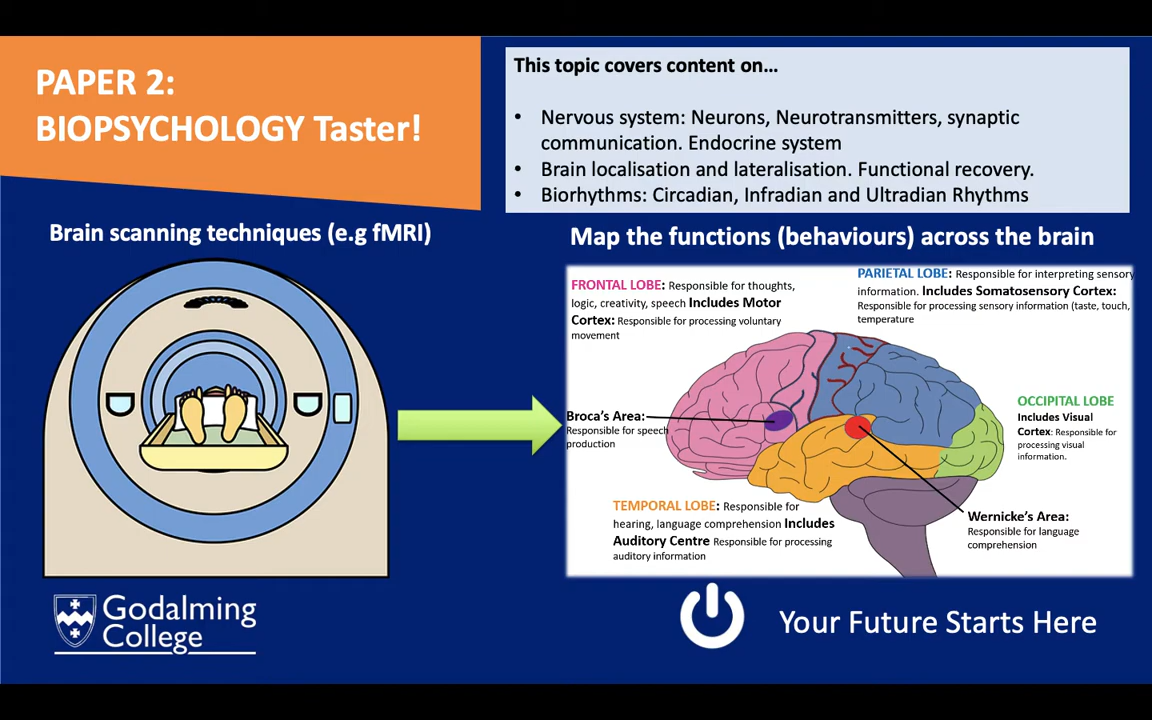 PAPER 2:
BIOPSYCHOLOGY Taster!
This topic covers content on…
• Nervous system: Neurons, Neurotransmitters, synaptic
communication. Endocrine system
• Brain localisation and lateralisation. Functional recovery.
• Biorhythms: Circadian, Infradian and Ultradian Rhythms
Brain scanning techniques (e.g fMRI)
Map the functions (behaviours) across the brain
FRONTAL LOBE: Responsible for thoughts,
logic, creativity, speech Includes Motor
Cortex: Responsible for processing voluntary
movement
PARIETAL LOBE: Responsible for interpreting sensory
information. Includes Somatosensory Cortex:
Responsible for processing sensory information (taste, touch,
temperature
Broca's Area:
Responsible for speech
production
OCCIPITAL LOBE
Includes Visual
Cortex: Responsible for
processing visual
information.
TEMPORAL LOBE: Responsible for
hearing, language comprehension Includes
Auditory Centre Responsible for processing
auditory information
Wernicke's Area:
Responsible for language
comprehension
Godalming
College
Your Future Starts Here